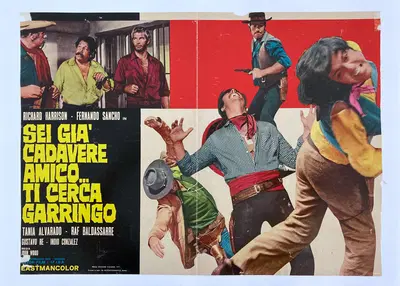 RICHARD HARRISON - FERNANDO SANCHO in
SEI GIA'
CADAVERE
AMICO...
TI CERCA
GARRINGO
TANIA ALVARADO - RAF BALDASSARRE
GUSTAVO RE - INDIO GONZALEZ
EASTMANCOLOR